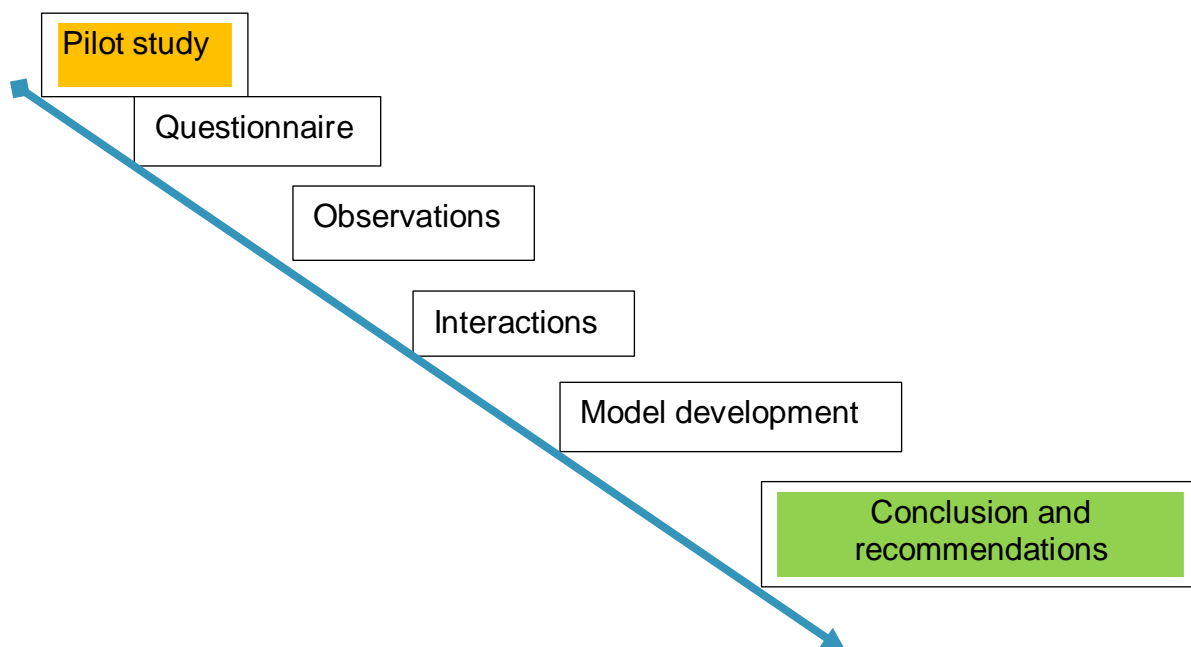 Pilot study
Questionnaire
Observations
Interactions
Model development
Conclusion and
recommendations